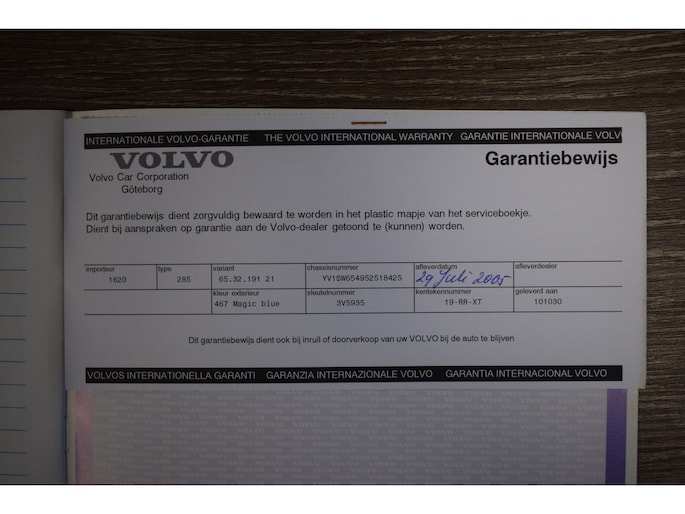 INTERNATIONALE VOLVO-GARANTIE THE VOLVO INTERNATIONAL WARRANTY GARANTIE INTERNATIONALE VOLV
VOLVO
Garantiebewijs
Volvo Car Corporation
Göteborg
Dit garantiebewijs dient zorgvuldig bewaard te worden in het plastic mapje van het serviceboekje.
Dient bij aanspraken op garantie aan de Volvo-dealer getoond te (kunnen) worden.
importeur type variant chassisnummer afleverdatum afleverdealer
1620 285 65.32.191 21 YV1SW654952518425 29 Juli 2005
kleur exterieur sleutelnummer kentekennummer geleverd aan
467 Magic blue 3V5935 19-RR-XT 101030
Dit garantiebewijs dient ook bij inruil of doorverkoop van uw VOLVO bij de auto te blijven
VOLVOS INTERNATIONELLA GARANTI GARANZIA INTERNAZIONALE VOLVO GARANTIA INTERNACIONAL VOLVO